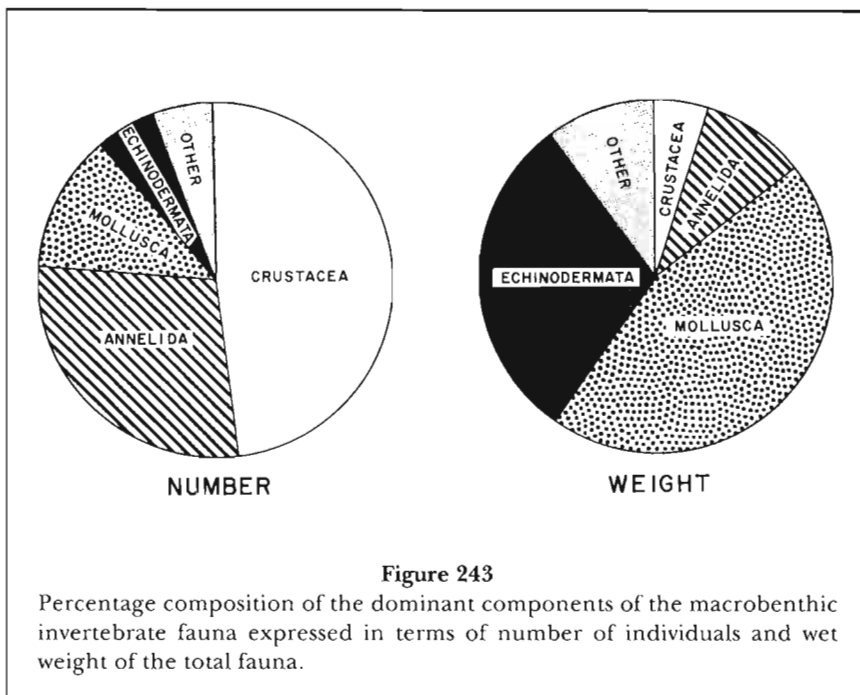 ECHINODERMATA
OTHER
MOLLUSCA
CRUSTACEA
ANNELIDA
NUMBER
OTHER
CRUSTACEA
ANNELIDA
ECHINODERMATA
MOLLUSCA
WEIGHT
Figure 243
Percentage composition of the dominant components of the macrobenthic
invertebrate fauna expressed in terms of number of individuals and wet
weight of the total fauna.